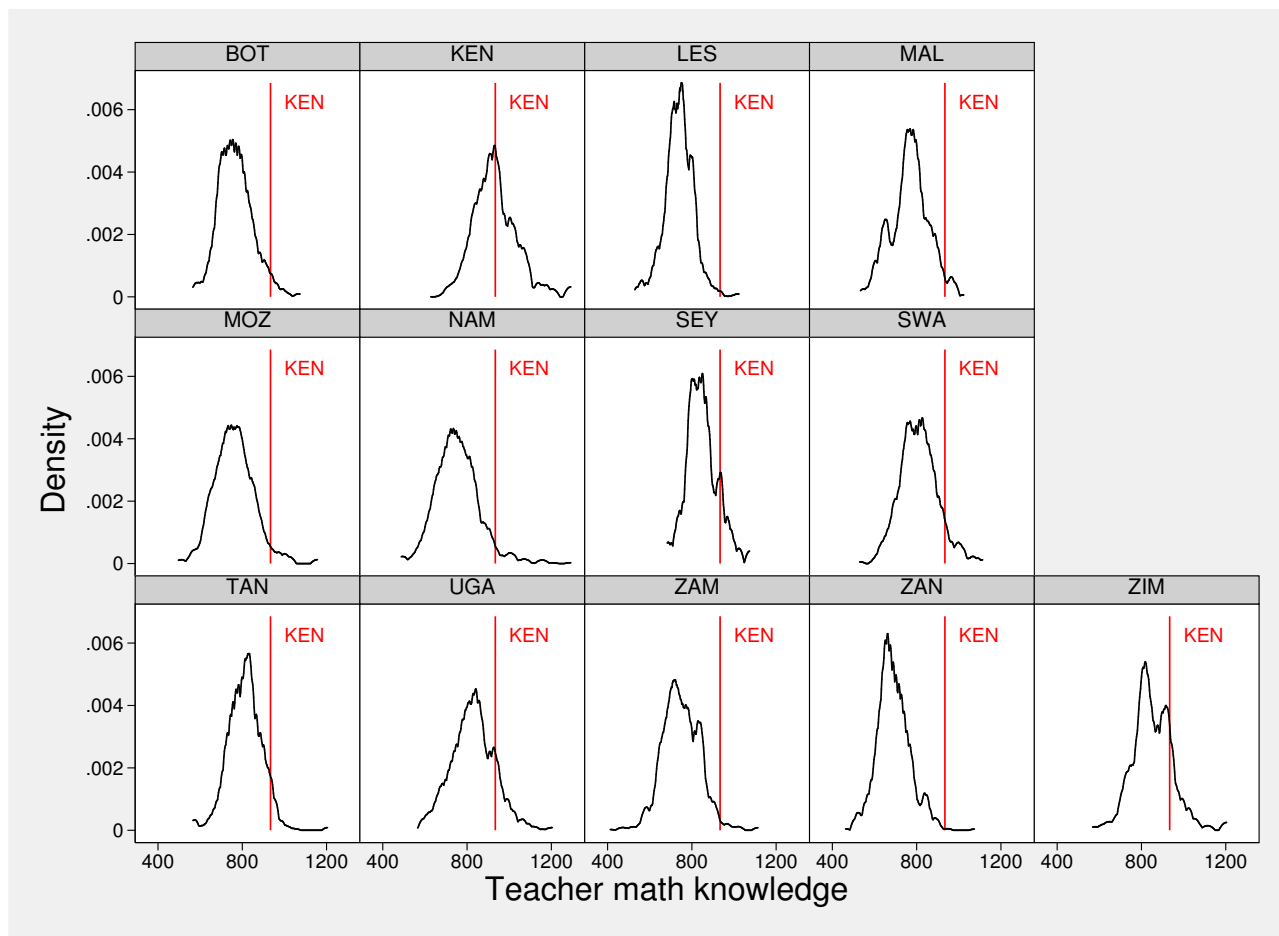 BOT KEN LES MAL
KEN KEN KEN KEN
.006
.004
.002
0
MOZ NAM SEY SWA
KEN KEN KEN KEN
.006
.004
.002
0
Density
TAN UGA ZAM ZAN ZIM
KEN KEN KEN KEN KEN
.006
.004
.002
0
400 800 1200 400 800 1200 400 800 1200 400 800 1200 400 800 1200
Teacher math knowledge